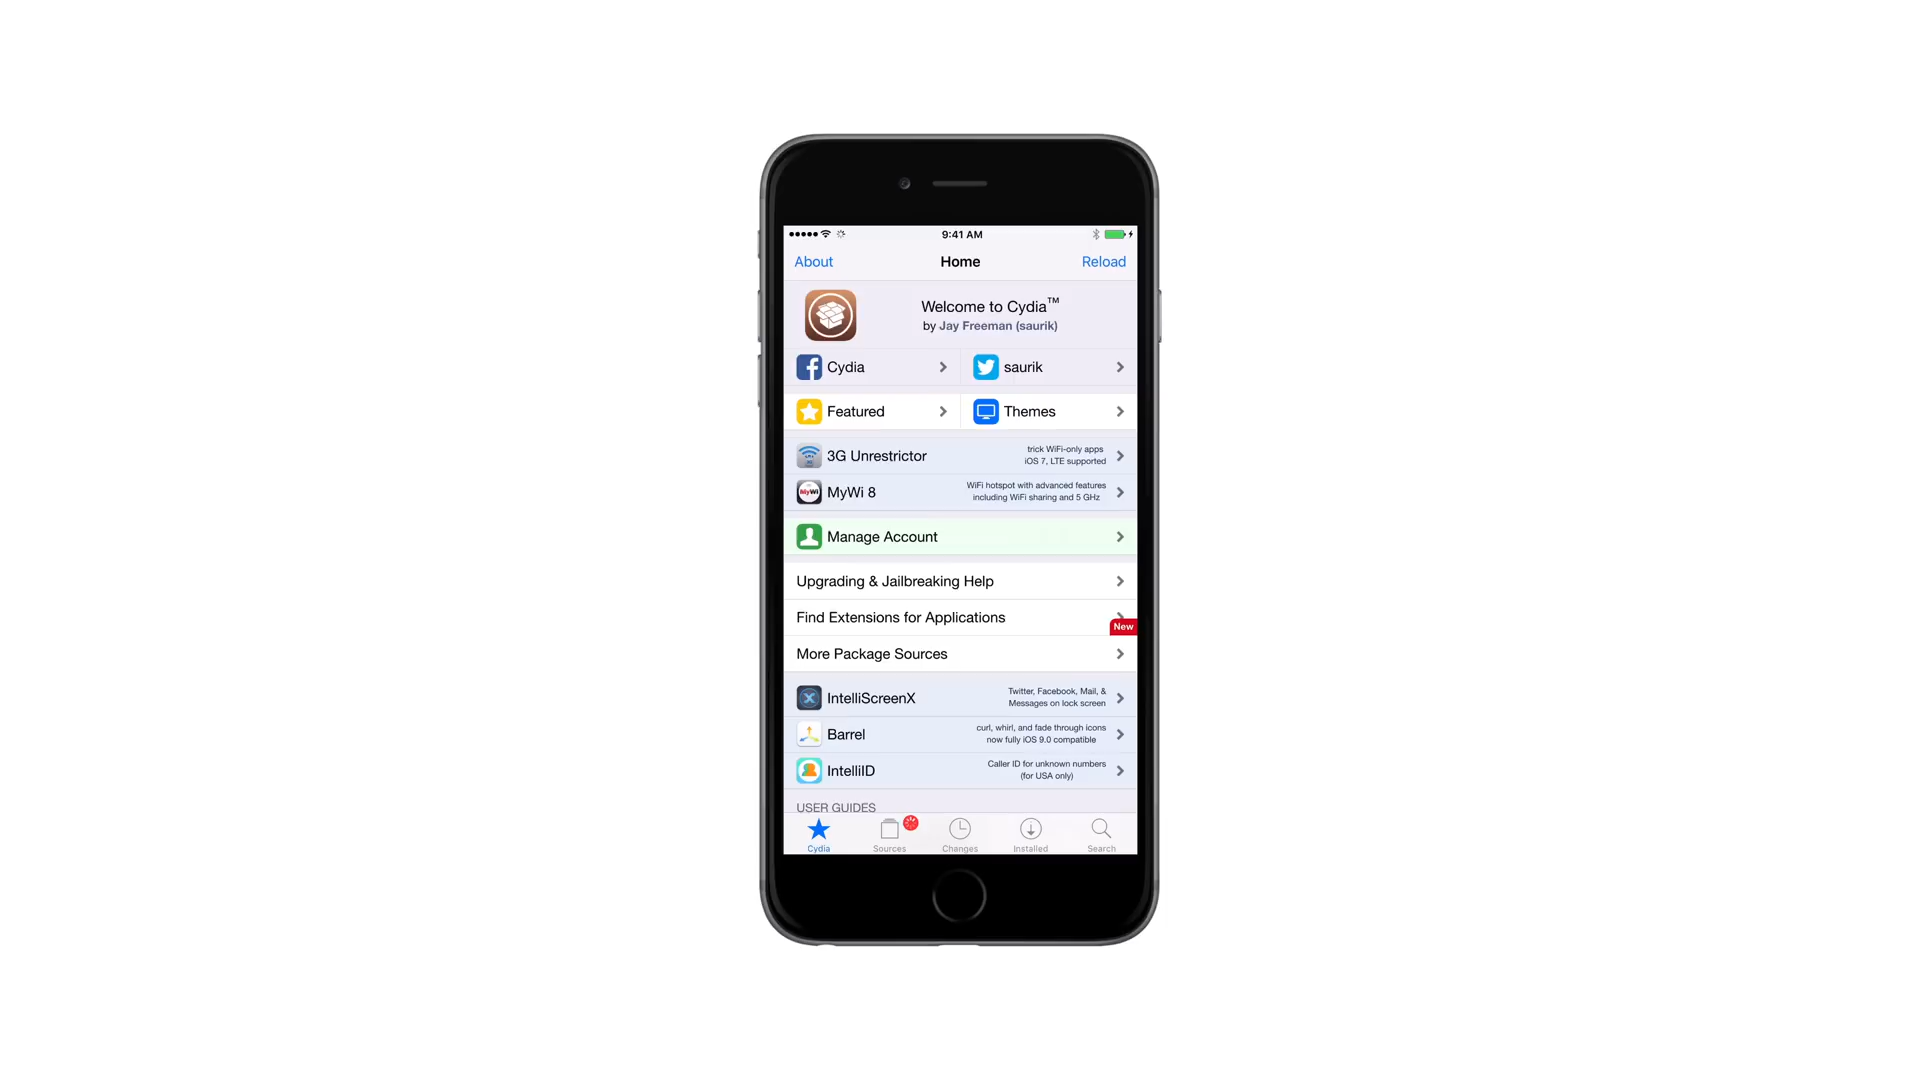 9:41 AM
About Home Reload
Welcome to Cydia™
by Jay Freeman (saurik)
Cydia saurik
Featured Themes
3G Unrestrictor
trick WiFi-only apps
iOS 7, LTE supported
MyWi
MyWi 8
WiFi hotspot with advanced features
including WiFi sharing and 5 GHz
Manage Account
Upgrading & Jailbreaking Help
Find Extensions for Applications
New
More Package Sources
IntelliScreenX
Twitter, Facebook, Mail, &
Messages on lock screen
Barrel
curl, whirl, and fade through icons
now fully iOS 9.0 compatible
IntelliID
Caller ID for unknown numbers
(for USA only)
USER GUIDES
Cydia Sources Changes Installed Search